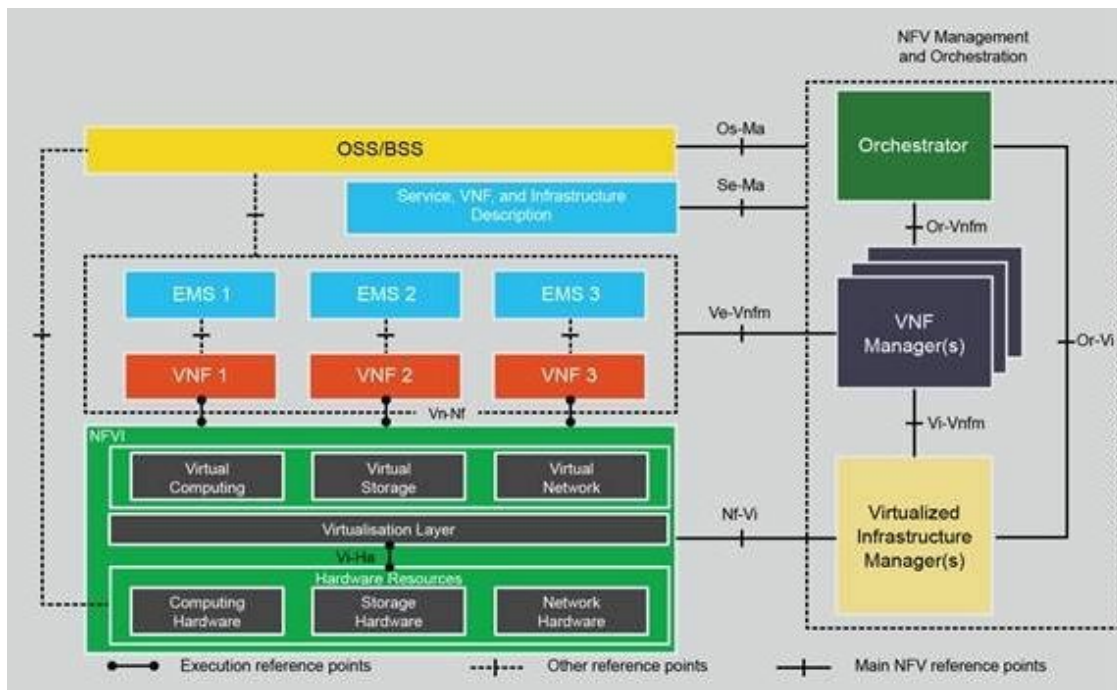 NFV Management
and Orchestration
OSS/BSS
Os-Ma
Orchestrator
Service, VNF, and Infrastructure
Description
Se-Ma
Or-Vnfm
EMS 1
EMS 2
EMS 3
Ve-Vnfm
VNF
Manager(s)
Or-Vi
VNF 1
VNF 2
VNF 3
Vn-Nf
Vi-Vnfm
NFVI
Virtual
Computing
Virtual
Storage
Virtual
Network
Virtualisation Layer
Nf-Vi
Virtualized
Infrastructure
Manager(s)
Vi-Ha
Hardware Resources
Computing
Hardware
Storage
Hardware
Network
Hardware
Execution reference points
Other reference points
Main NFV reference points